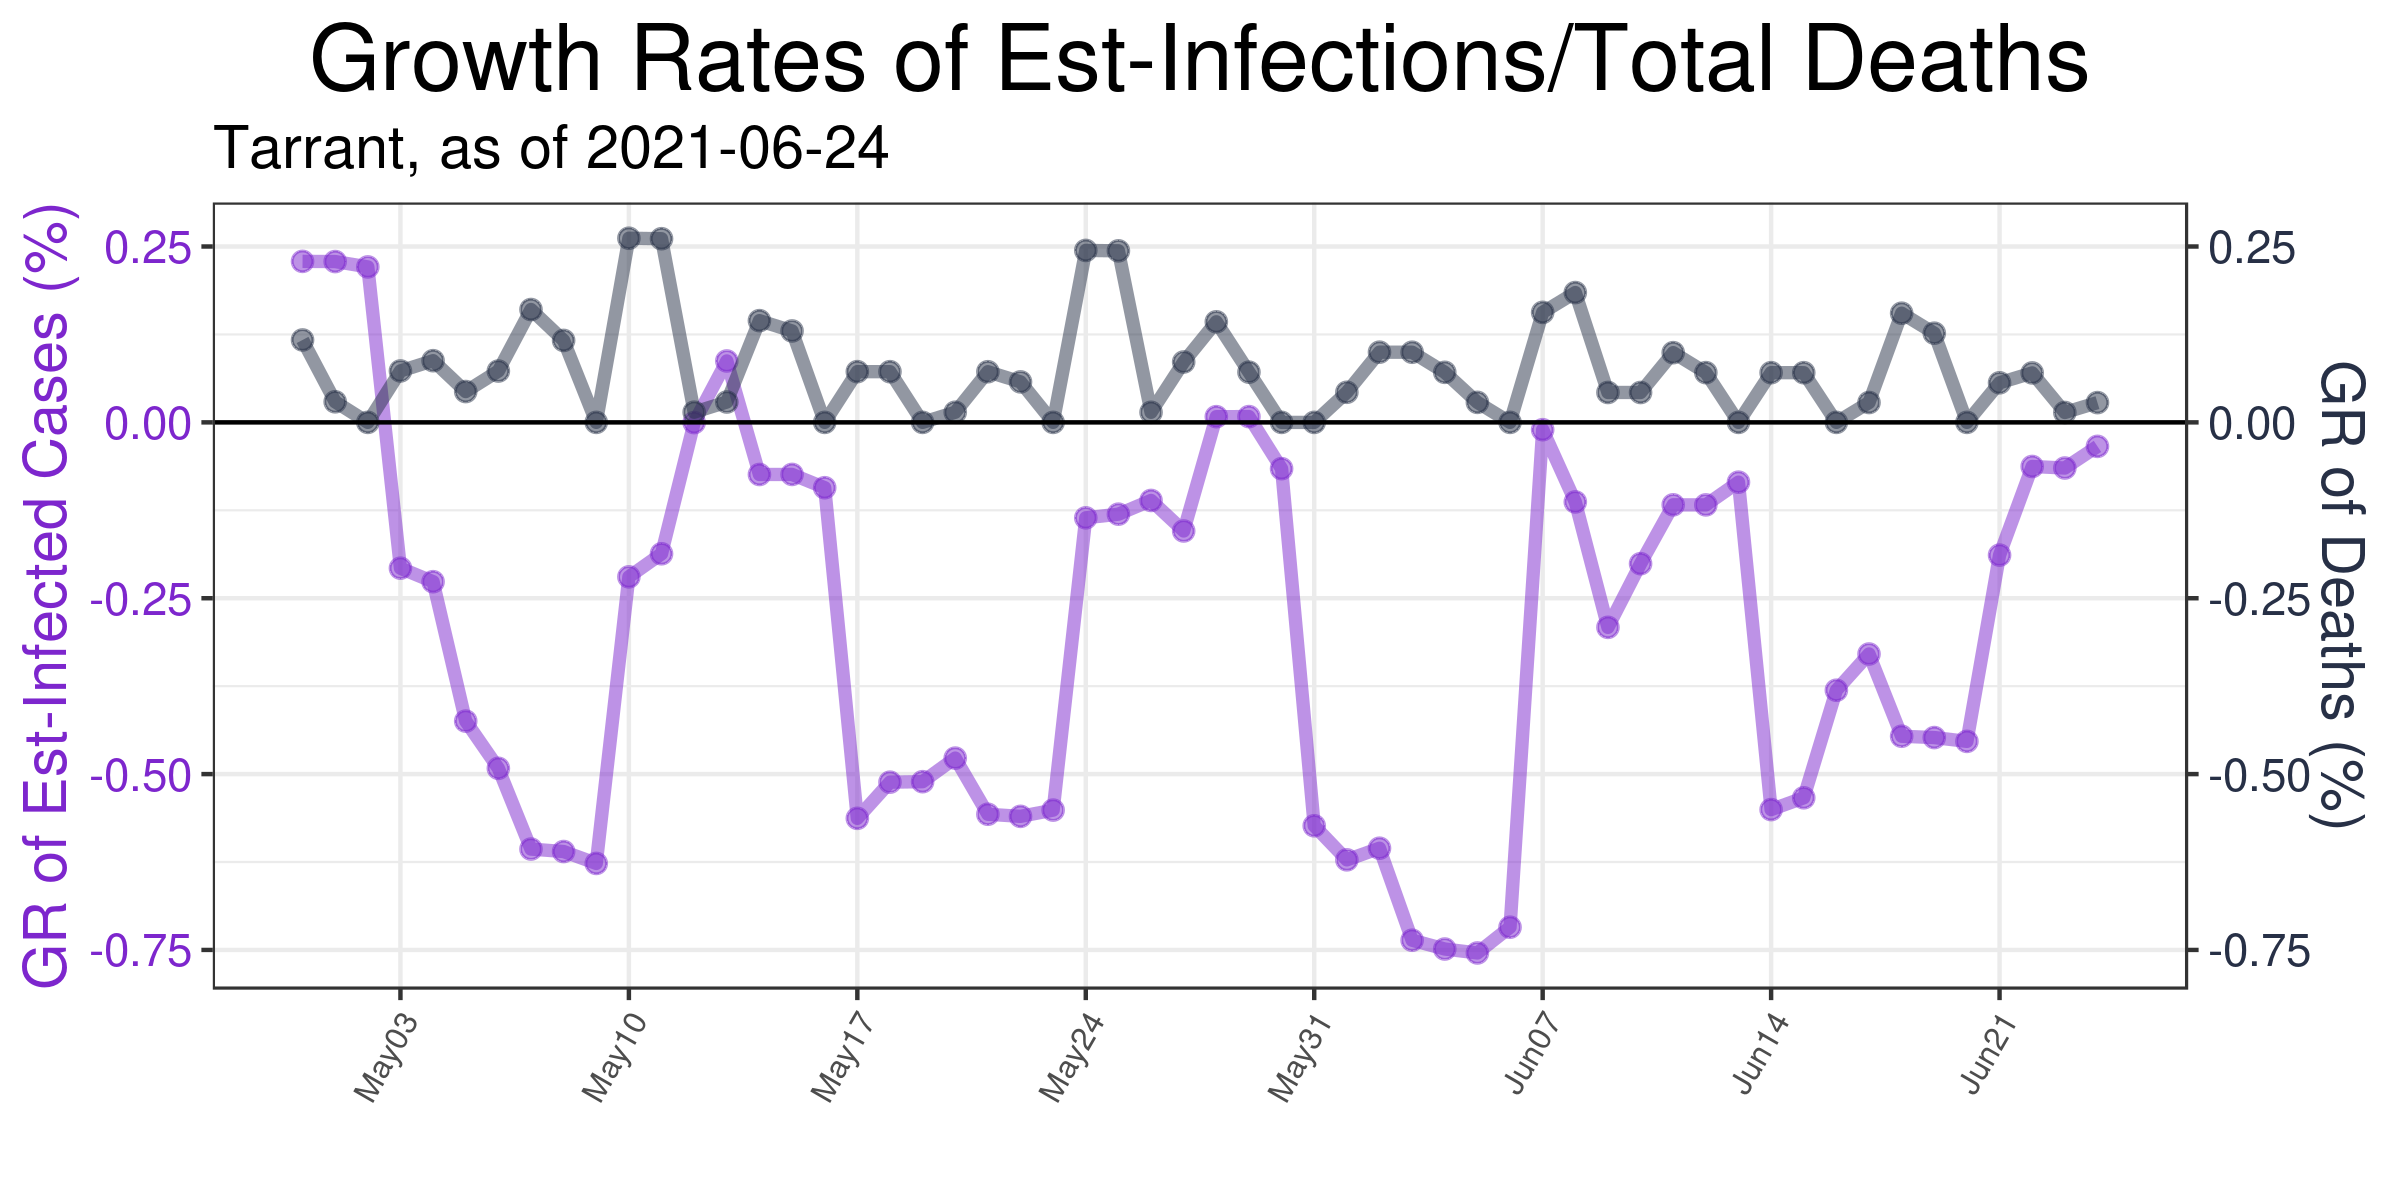 Growth Rates of Est-Infections/Total Deaths
Tarrant, as of 2021-06-24
GR of Est-Infected Cases (%)
0.25
0.00
-0.25
-0.50
-0.75
0.25
0.00
-0.25
-0.50
-0.75
GR of Deaths (%)
May03
May10
May17
May24
May31
Jun07
Jun14
Jun21